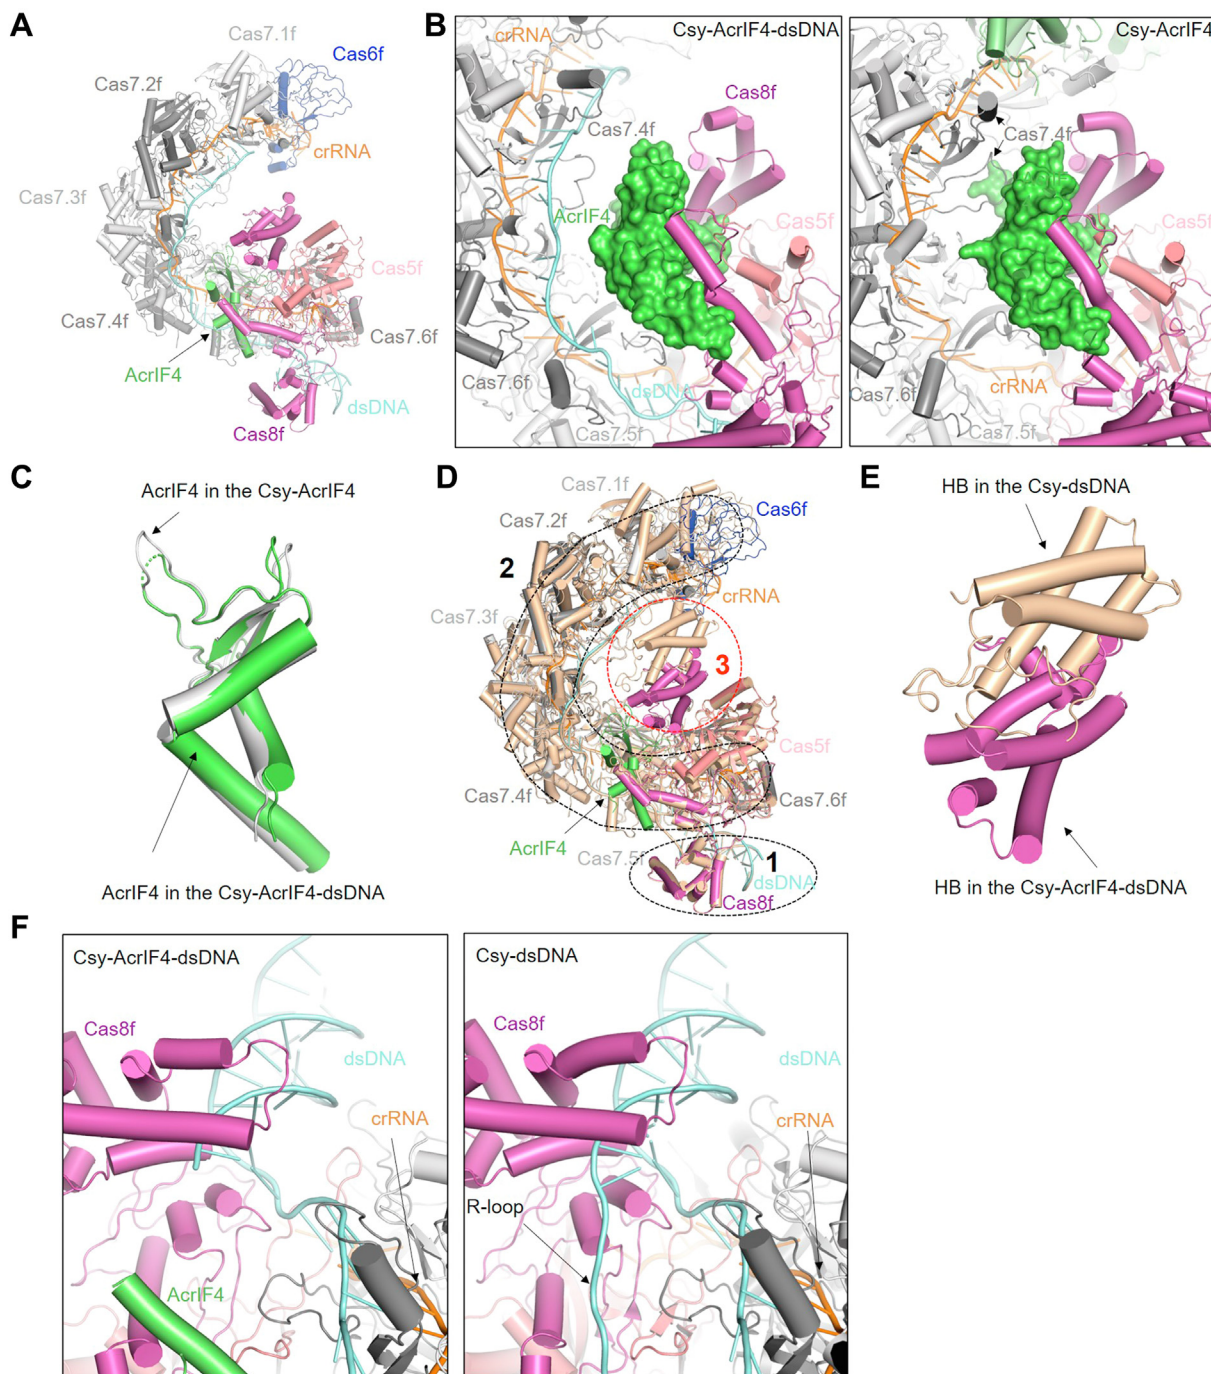 A
Cas7.1f
Cas6f
Cas7.2f
crRNA
Cas7.3f
Cas5f
Cas7.4f
Cas7.6f
AcrIF4
dsDNA
Cas8f
B
crRNA
Csy-AcrIF4-dsDNA
Cas8f
Cas7.4f
AcrIF4
Cas5f
Cas7.6f
dsDNA
Cas7.5f
Csy-AcrIF4
Cas7.4f
Cas5f
crRNA
Cas7.6f
Cas7.5f
C
AcrIF4 in the Csy-AcrIF4
AcrIF4 in the Csy-AcrIF4-dsDNA
D
Cas7.1f
Cas6f
Cas7.2f
2
crRNA
Cas7.3f
3
Cas5f
Cas7.4f
Cas7.6f
AcrIF4
Cas7.5f
1
dsDNA
Cas8f
E
HB in the Csy-dsDNA
HB in the Csy-AcrIF4-dsDNA
F
Csy-AcrIF4-dsDNA
Cas8f
dsDNA
crRNA
AcrIF4
Csy-dsDNA
Cas8f
dsDNA
crRNA
R-loop